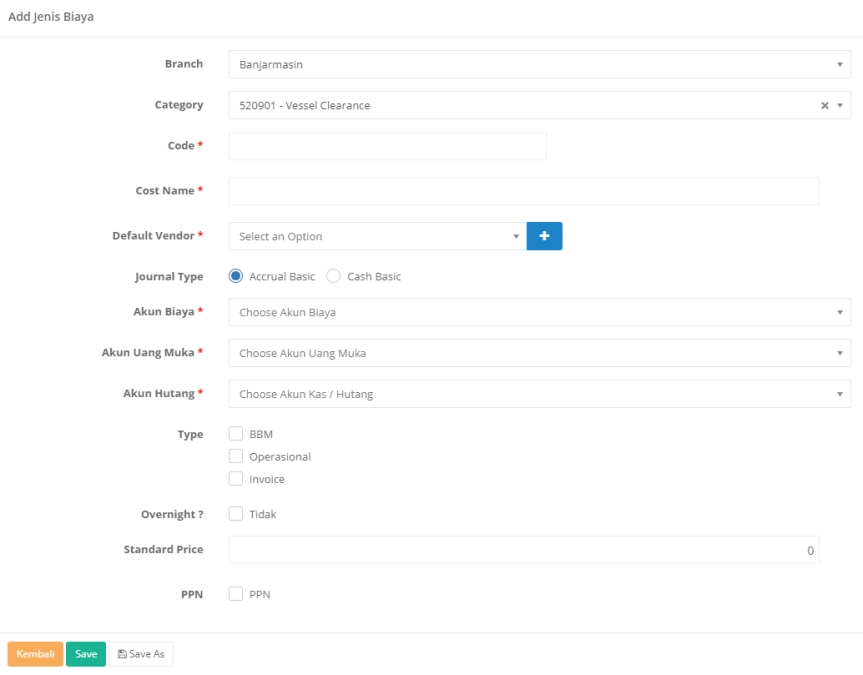 Add Jenis Biaya
Branch Banjarmasin
Category 520901 - Vessel Clearance
Code *
Cost Name *
Default Vendor * Select an Option
Journal Type Accrual Basic Cash Basic
Akun Biaya * Choose Akun Biaya
Akun Uang Muka * Choose Akun Uang Muka
Akun Hutang * Choose Akun Kas / Hutang
Type BBM
Operasional
Invoice
Overnight ? Tidak
Standard Price 0
PPN PPN
Kembali Save Save As